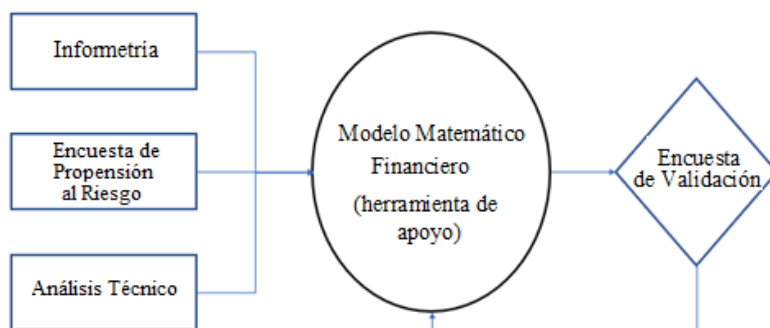 Informetria
Encuesta de
Propensión
al Riesgo
Análisis Técnico
Modelo Matemático
Financiero
(herramienta de
apoyo)
Encuesta
de Validación